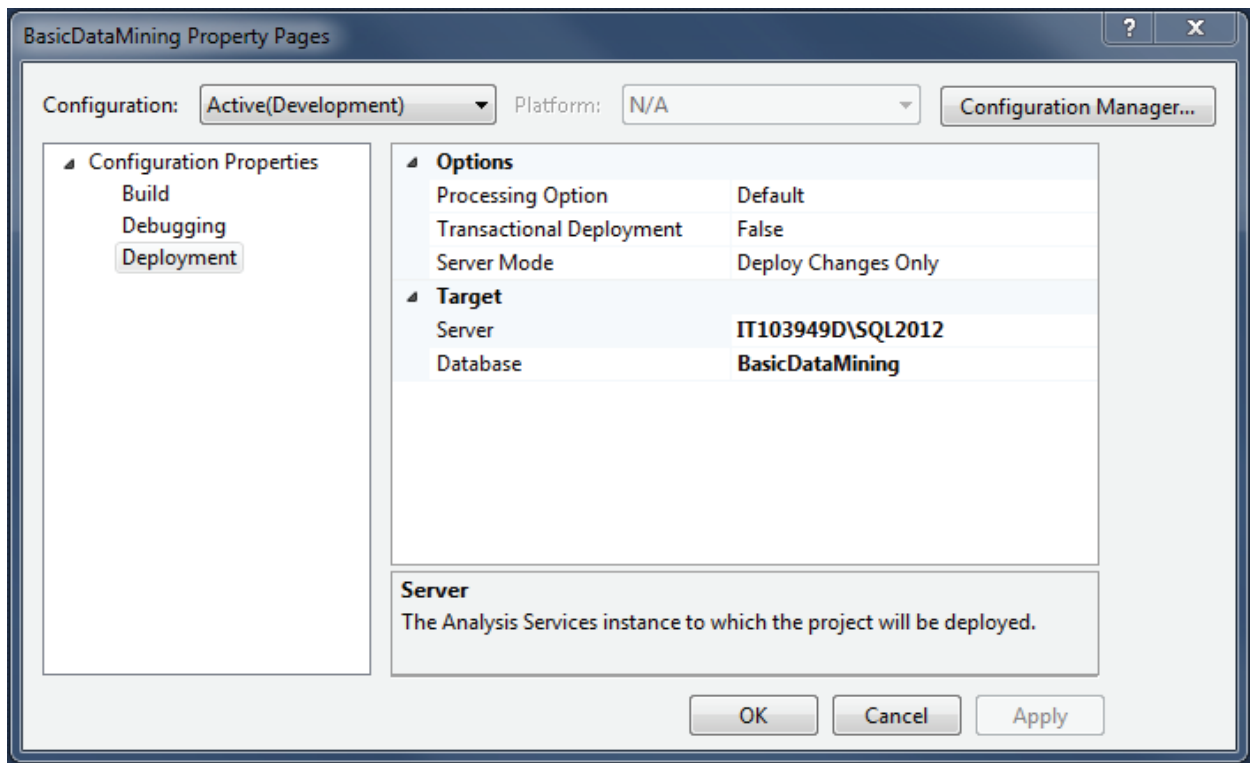 BasicDataMining Property Pages
Configuration: Active(Development) Platform: N/A Configuration Manager...
Configuration Properties
Build
Debugging
Deployment
Options
Processing Option Default
Transactional Deployment False
Server Mode Deploy Changes Only
Target
Server IT103949D\SQL2012
Database BasicDataMining
Server
The Analysis Services instance to which the project will be deployed.
OK Cancel Apply